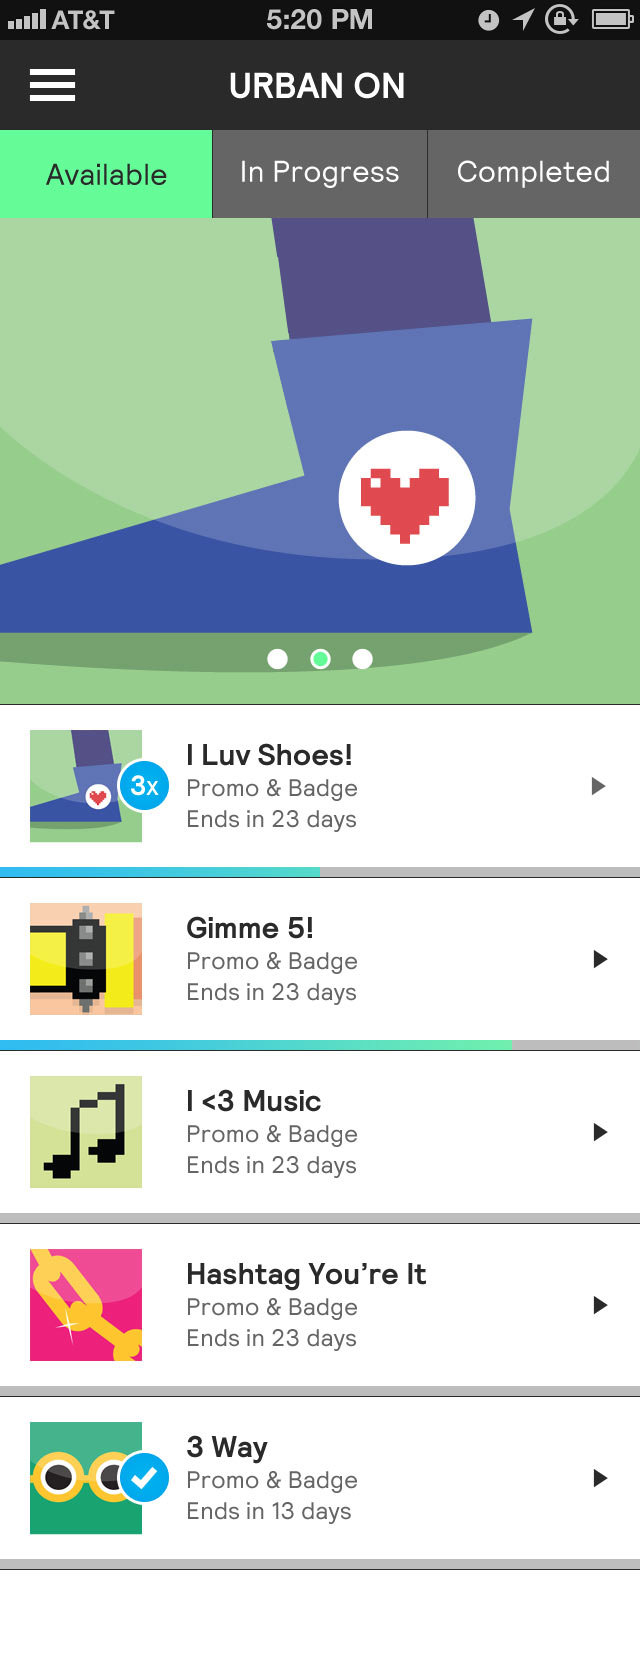 AT&T 5:20 PM
URBAN ON
Available In Progress Completed
I Luv Shoes!
3x
Promo & Badge
Ends in 23 days
Gimme 5!
Promo & Badge
Ends in 23 days
I <3 Music
Promo & Badge
Ends in 23 days
Hashtag You’re It
Promo & Badge
Ends in 23 days
3 Way
Promo & Badge
Ends in 13 days